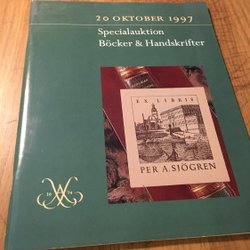 20 OKTOBER 1997
Specialauktion
Böcker & Handskrifter
EX LIBRIS
PER A. SJÖGREN